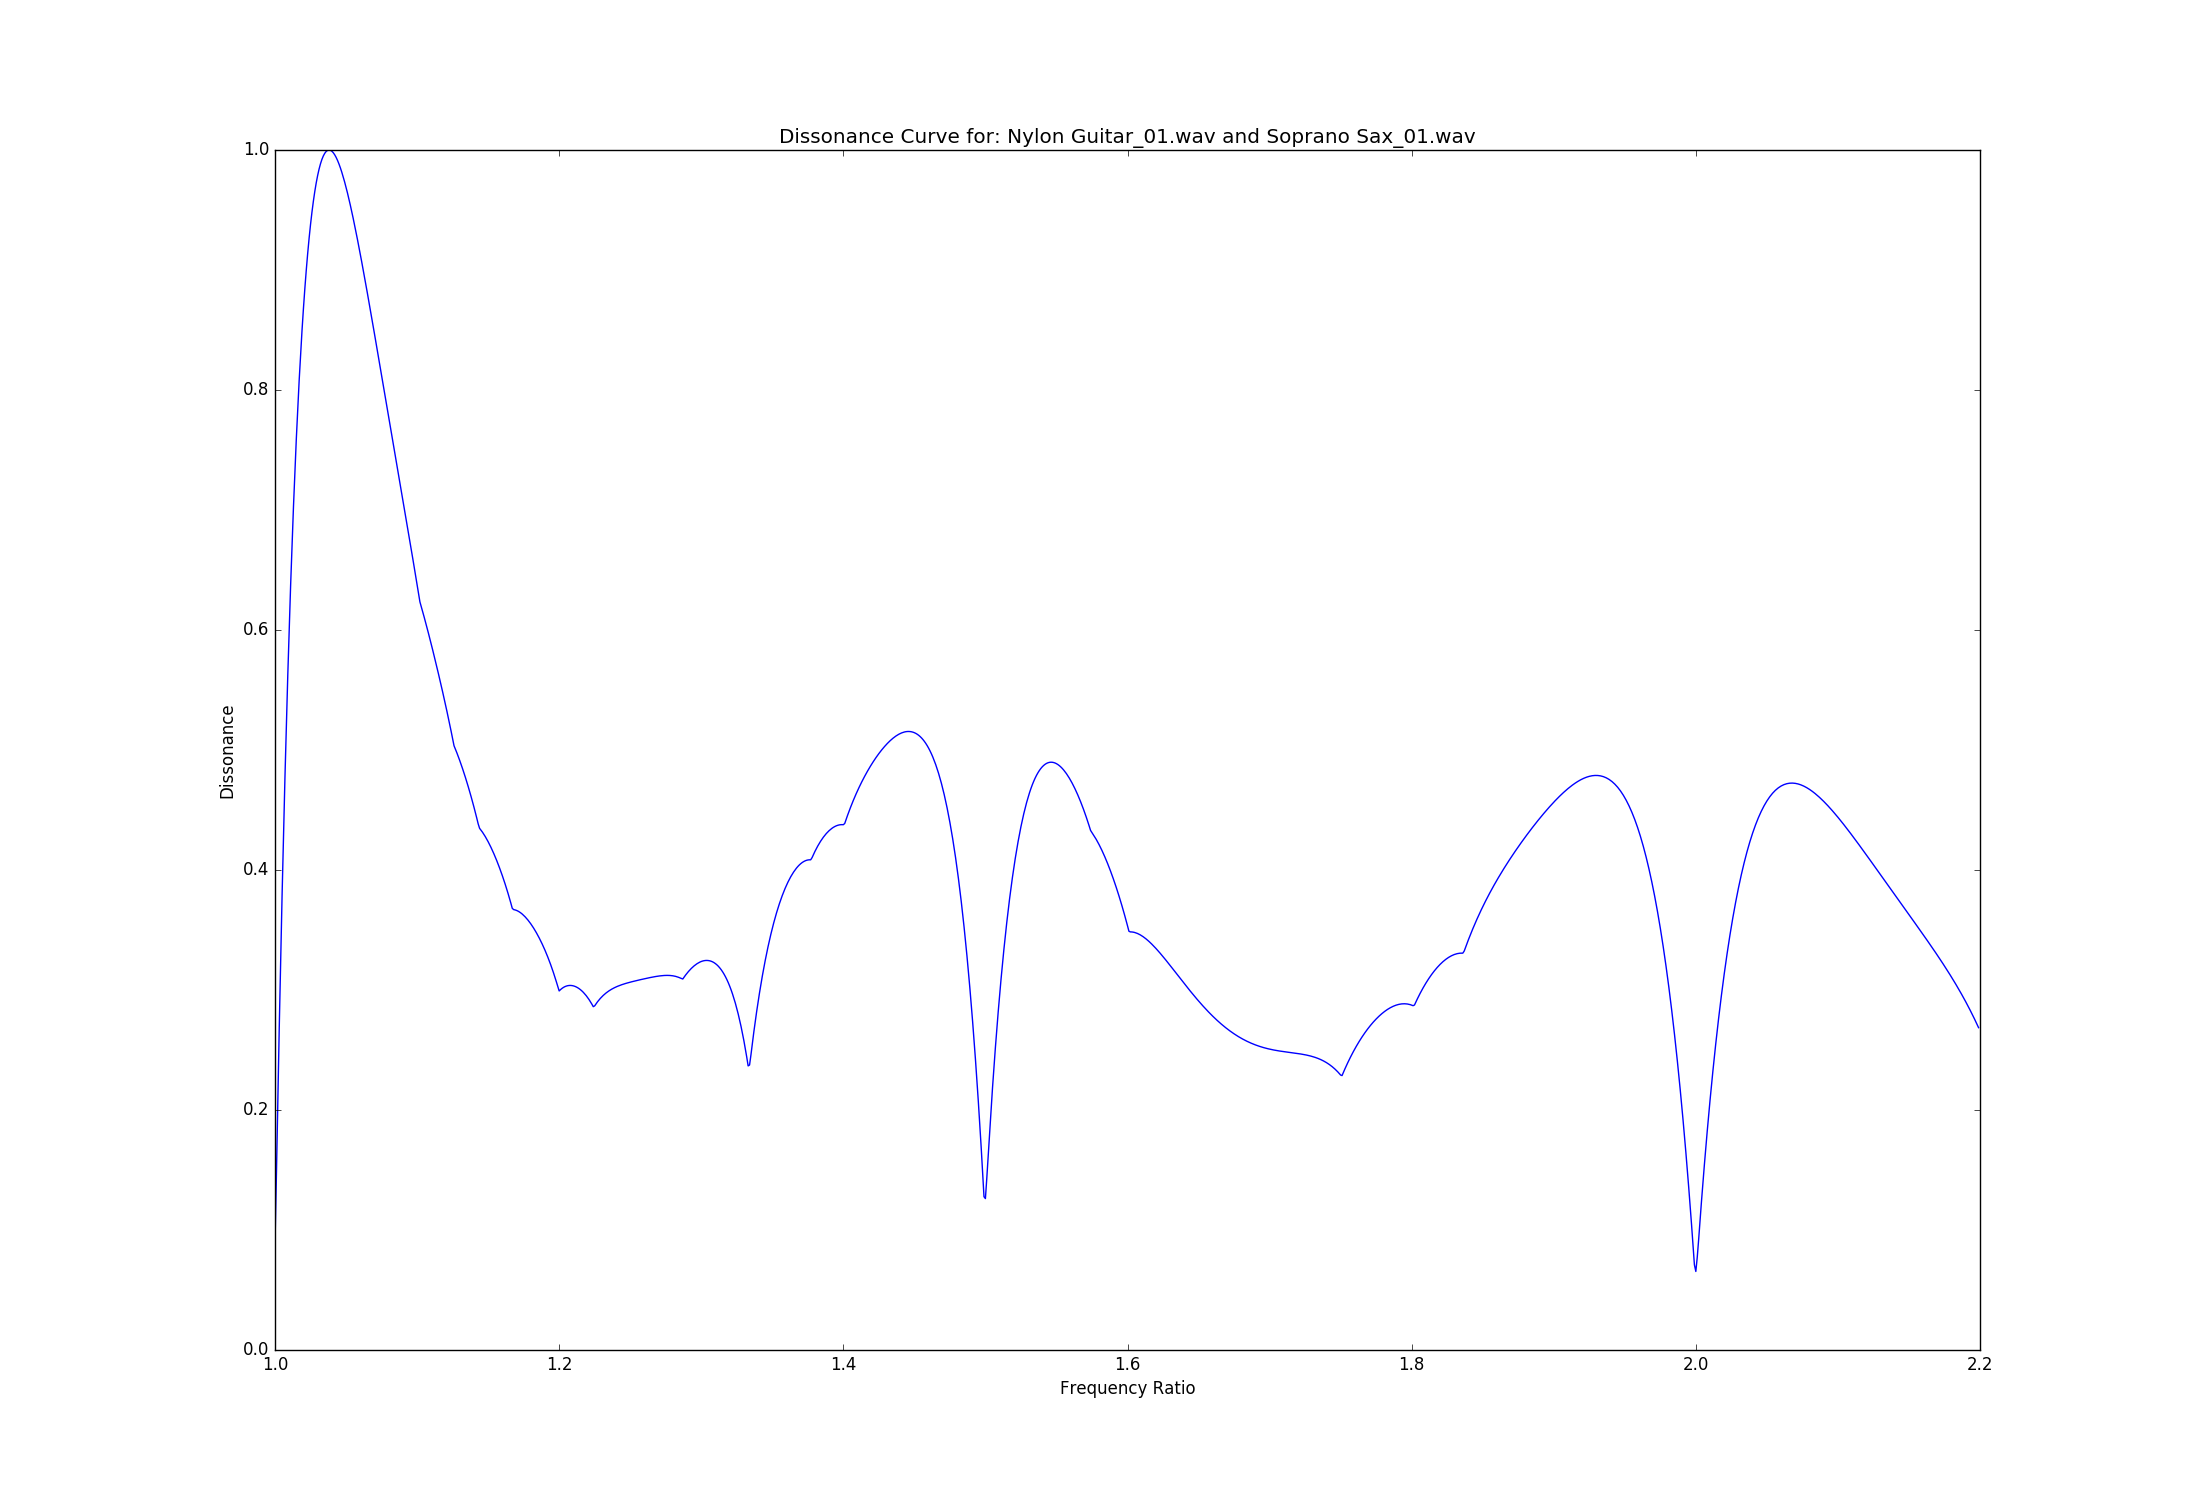 Dissonance Curve for: Nylon Guitar_01.wav and Soprano Sax_01.wav
1.0
0.8
0.6
0.4
0.2
0.0
Dissonance
1.0 1.2 1.4 1.6 1.8 2.0 2.2
Frequency Ratio